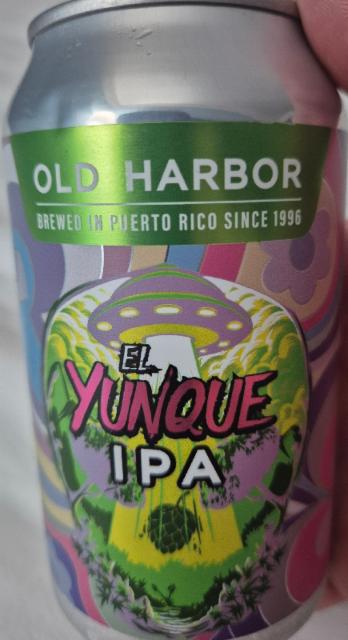 OLD HARBOR
BREWED IN PUERTO RICO SINCE 1996
EL
YUNQUE
IPA